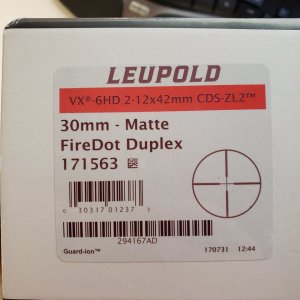 LEUPOLD
VX®-6HD 2-12x42mm CDS-ZL2™
30mm - Matte
FireDot Duplex
171563
0 30317 01237 3
294167AD
Guard-ion™ 170731 12:44